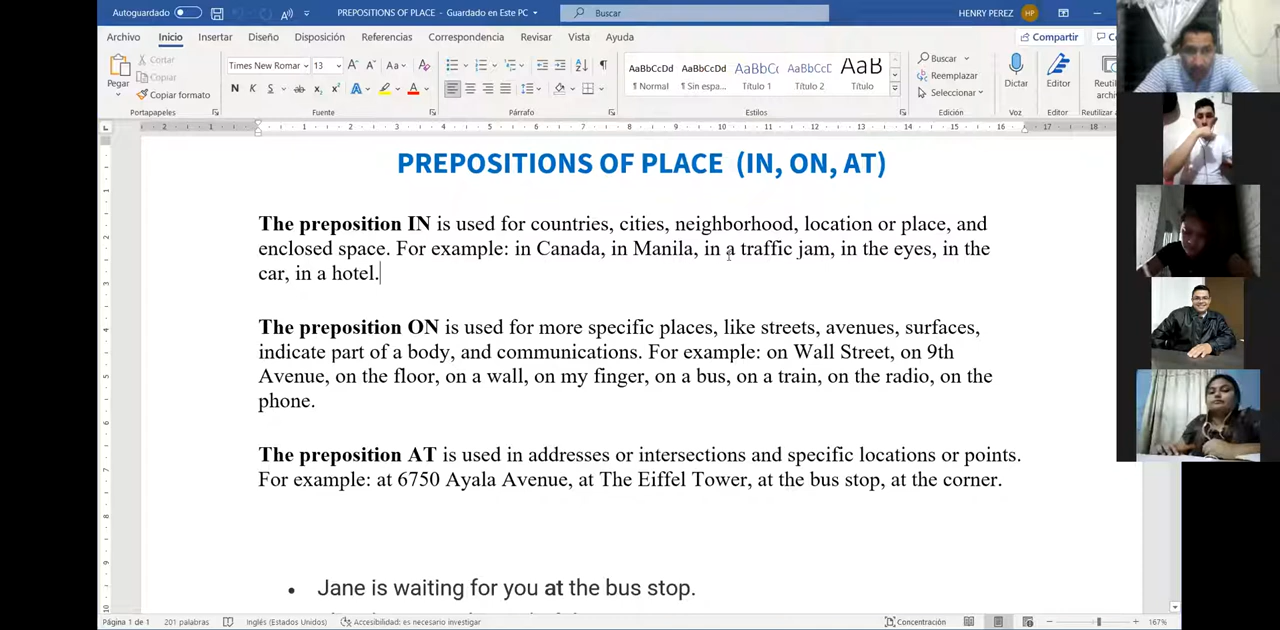 Autoguardado
PREPOSITIONS OF PLACE - Guardado en Este PC
Buscar
HENRY PEREZ HP
Archivo Inicio Insertar Diseño Disposición Referencias Correspondencia Revisar Vista Ayuda Compartir
Pegar
Cortar
Copiar
Copiar formato
Portapapeles
Times New Romar 13
N K S
Fuente
Párrafo
AaBbCcDd ¶ Normal
AaBbCcDd ¶ Sin espa...
AaBbC Título 1
AaBbCcC Título 2
AaB Título
Estilos
Buscar
Reemplazar
Seleccionar
Edición
Dictar
Voz
Editor
Editor
PREPOSITIONS OF PLACE (IN, ON, AT)
The preposition IN is used for countries, cities, neighborhood, location or place, and
enclosed space. For example: in Canada, in Manila, in a traffic jam, in the eyes, in the
car, in a hotel.
The preposition ON is used for more specific places, like streets, avenues, surfaces,
indicate part of a body, and communications. For example: on Wall Street, on 9th
Avenue, on the floor, on a wall, on my finger, on a bus, on a train, on the radio, on the
phone.
The preposition AT is used in addresses or intersections and specific locations or points.
For example: at 6750 Ayala Avenue, at The Eiffel Tower, at the bus stop, at the corner.
• Jane is waiting for you at the bus stop.
Página 1 de 1 201 palabras Inglés (Estados Unidos) Accesibilidad: es necesario investigar Concentración 167%